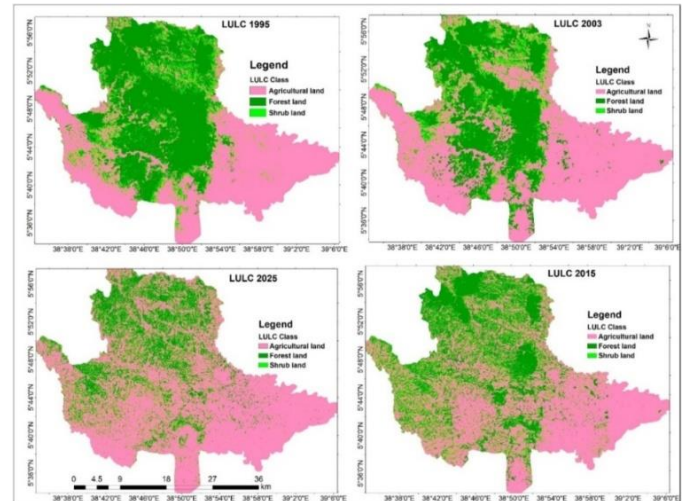 LULC 1995
Legend
LULC Class
Agricultural land
Forest land
Shrub land
38°38'0"E 38°42'0"E 38°46'0"E 38°50'0"E 38°54'0"E 38°58'0"E 39°2'0"E 39°6'0"E
LULC 2003
N
Legend
LULC Class
Agricultural land
Forest land
Shrub land
38°38'0"E 38°42'0"E 38°46'0"E 38°50'0"E 38°54'0"E 38°58'0"E 39°2'0"E 39°6'0"E
LULC 2025
Legend
LULC Class
Agricultural land
Forest land
Shrub land
0 4.5 9 18 27 36
km
38°38'0"E 38°42'0"E 38°46'0"E 38°50'0"E 38°54'0"E 38°58'0"E 39°2'0"E 39°6'0"E
LULC 2015
Legend
LULC Class
Agricultural land
Forest land
Shrub land
38°38'0"E 38°42'0"E 38°46'0"E 38°50'0"E 38°54'0"E 38°58'0"E 39°2'0"E 39°6'0"E